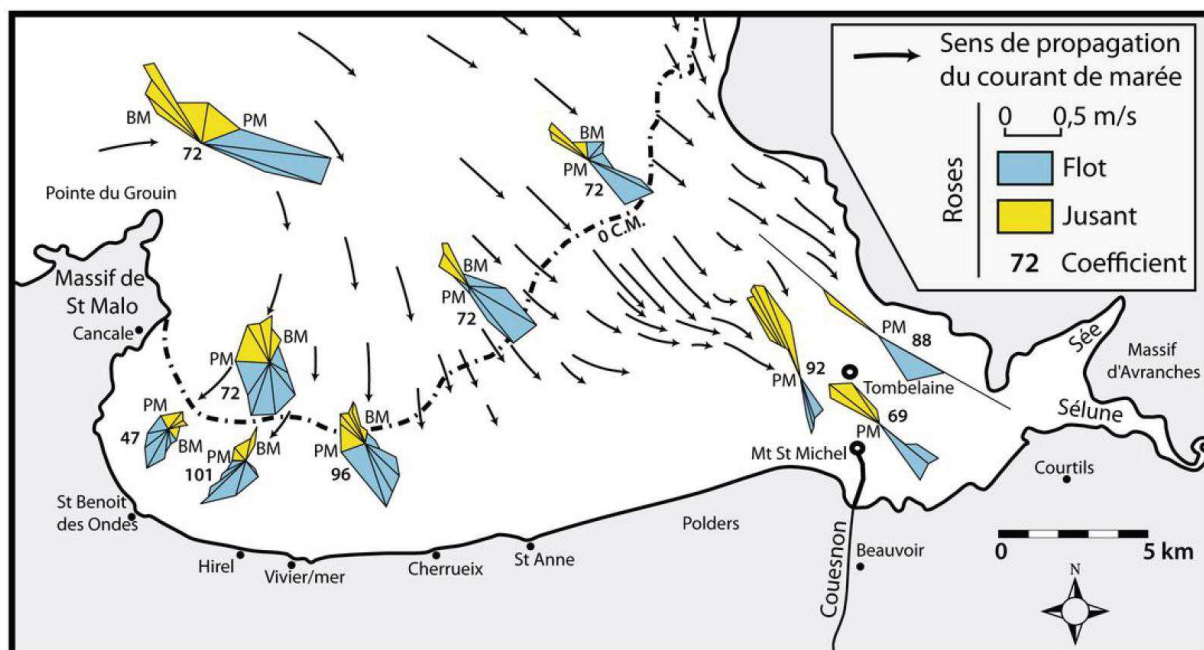 Sens de propagation
du courant de marée
0 0,5 m/s
Roses
Flot
Jusant
72 Coefficient
BM
PM
72
BM
PM
72
Pointe du Grouin
0 C.M.
Massif de
St Malo
Cancale
BM
PM
72
BM
PM
72
PM
88
92
PM
Tombelaine
69
PM
Mt St Michel
Sée
Massif
d'Avranches
Sélune
Courtils
PM
47
BM
PM
BM
101
BM
PM
96
St Benoit
des Ondes
Hirel
Vivier/mer
Cherrueix
St Anne
Polders
Couesnon
Beauvoir
0 5 km
N